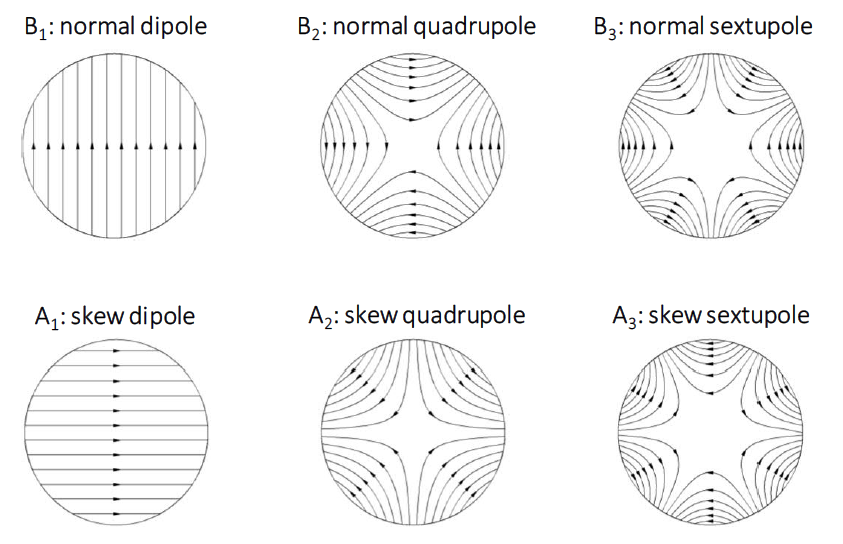 B₁: normal dipole
B₂: normal quadrupole
B₃: normal sextupole
A₁: skew dipole
A₂: skew quadrupole
A₃: skew sextupole